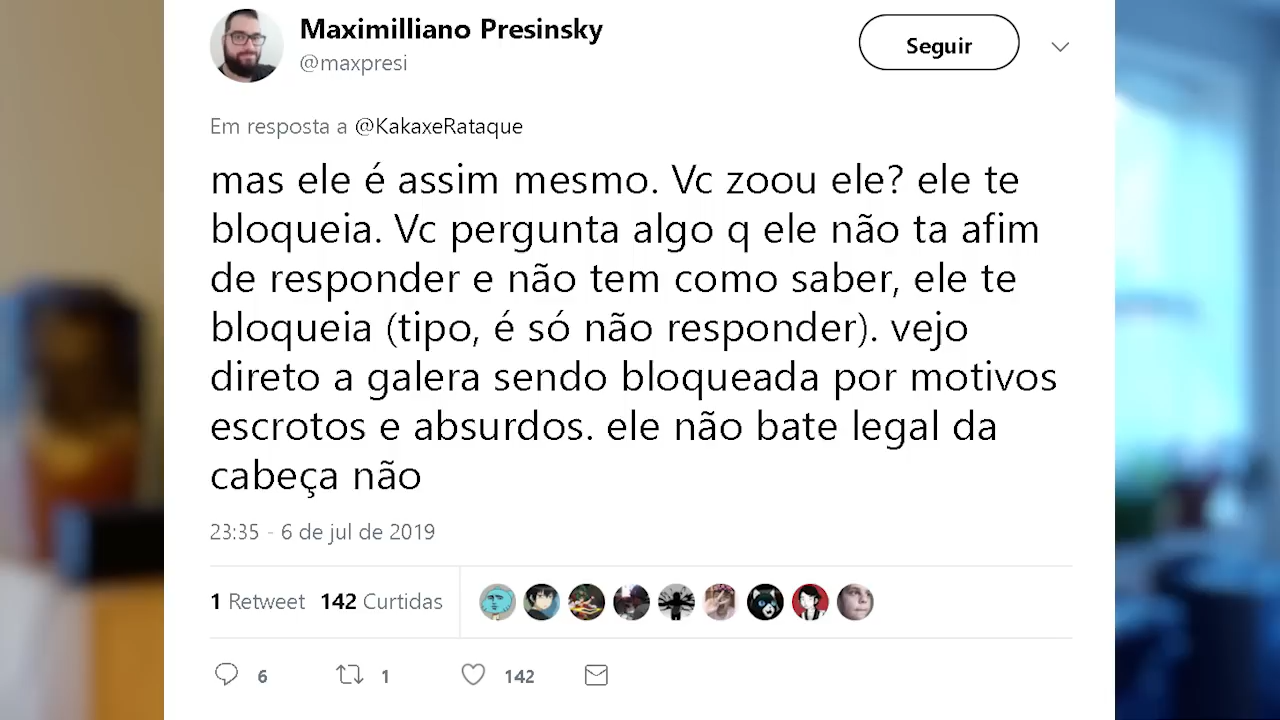 Maximilliano Presinsky
@maxpresi
Seguir
Em resposta a @KakaxeRataque
mas ele é assim mesmo. Vc zoou ele? ele te
bloqueia. Vc pergunta algo q ele não ta afim
de responder e não tem como saber, ele te
bloqueia (tipo, é só não responder). vejo
direto a galera sendo bloqueada por motivos
escrotos e absurdos. ele não bate legal da
cabeça não
23:35 - 6 de jul de 2019
1 Retweet 142 Curtidas
6 1 142